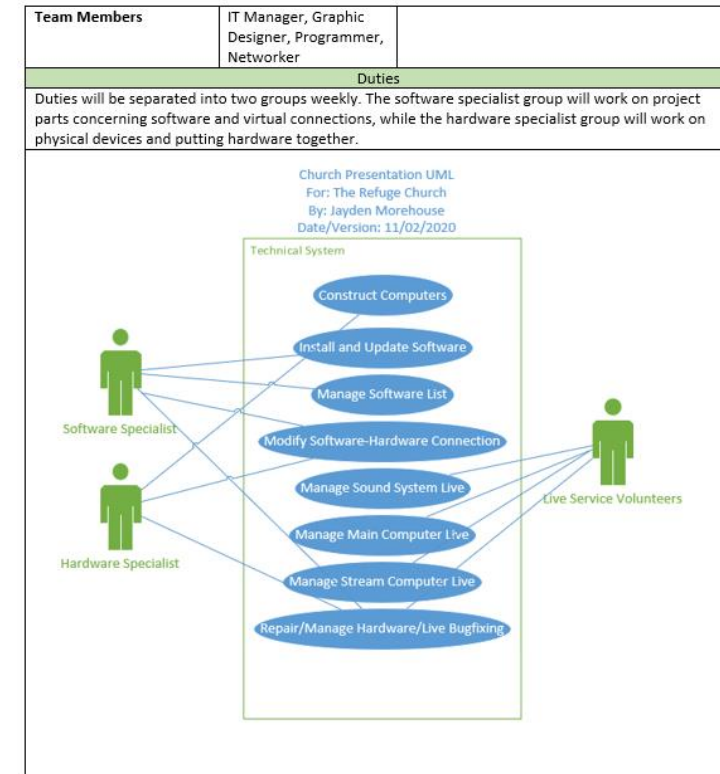 Team Members
IT Manager, Graphic
Designer, Programmer,
Networker
Duties
Duties will be separated into two groups weekly. The software specialist group will work on project
parts concerning software and virtual connections, while the hardware specialist group will work on
physical devices and putting hardware together.
Church Presentation UML
For: The Refuge Church
By: Jayden Morehouse
Date/Version: 11/02/2020
Technical System
Construct Computers
Install and Update Software
Manage Software List
Software Specialist
Modify Software-Hardware Connection
Manage Sound System Live
Live Service Volunteers
Manage Main Computer Live
Hardware Specialist
Manage Stream Computer Live
Repair/Manage Hardware/Live Bugfixing